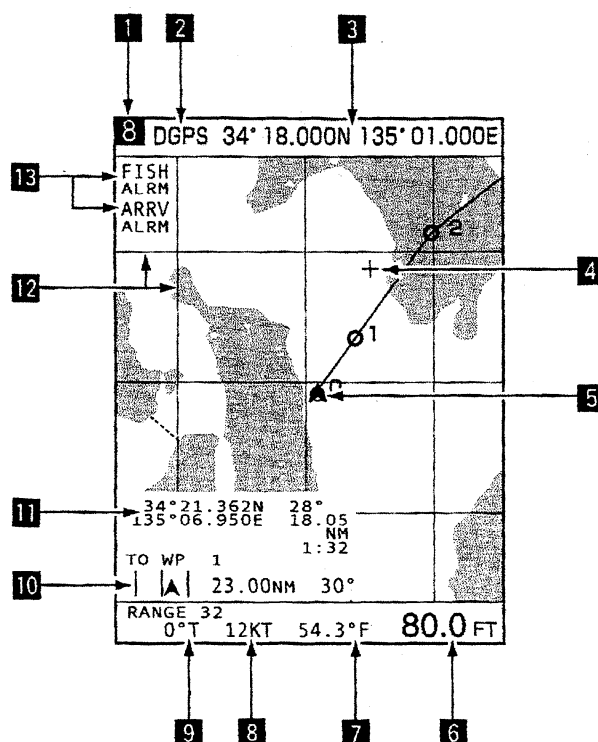 1 2 3
8 DGPS 34° 18.000N 135° 01.000E
13 FISH
ALRM
ARRV
ALRM
2
4
12
1
5
11 34°21.362N 28°
135°06.950E 18.05
NM
1:32
TO WP 1
10 23.00NM 30°
RANGE 32
0°T 12KT 54.3°F 80.0 FT
9 8 7 6